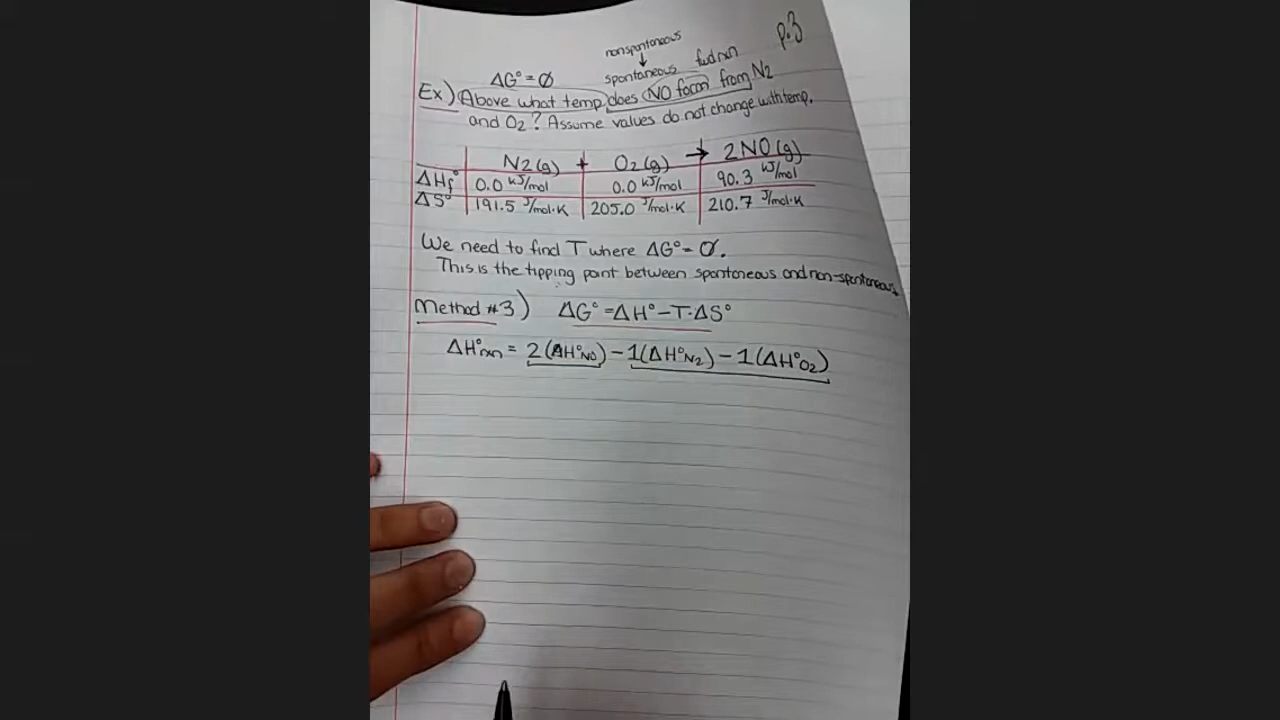 p.3
nonspontaneous
↓
ΔG° = 0 spontaneous fwd rxn
Ex) Above what temp does NO form from N2
and O2? Assume values do not change with temp.
N2(g) + O2(g) → 2NO(g)
ΔHf° 0.0 kJ/mol 0.0 kJ/mol 90.3 kJ/mol
ΔS° 191.5 J/mol·K 205.0 J/mol·K 210.7 J/mol·K
We need to find T where ΔG° = 0.
This is the tipping point between spontaneous and non-spontaneous.
Method #3) ΔG° = ΔH° - T·ΔS°
ΔH°rxn = 2(ΔH°NO) - 1(ΔH°N2) - 1(ΔH°O2)